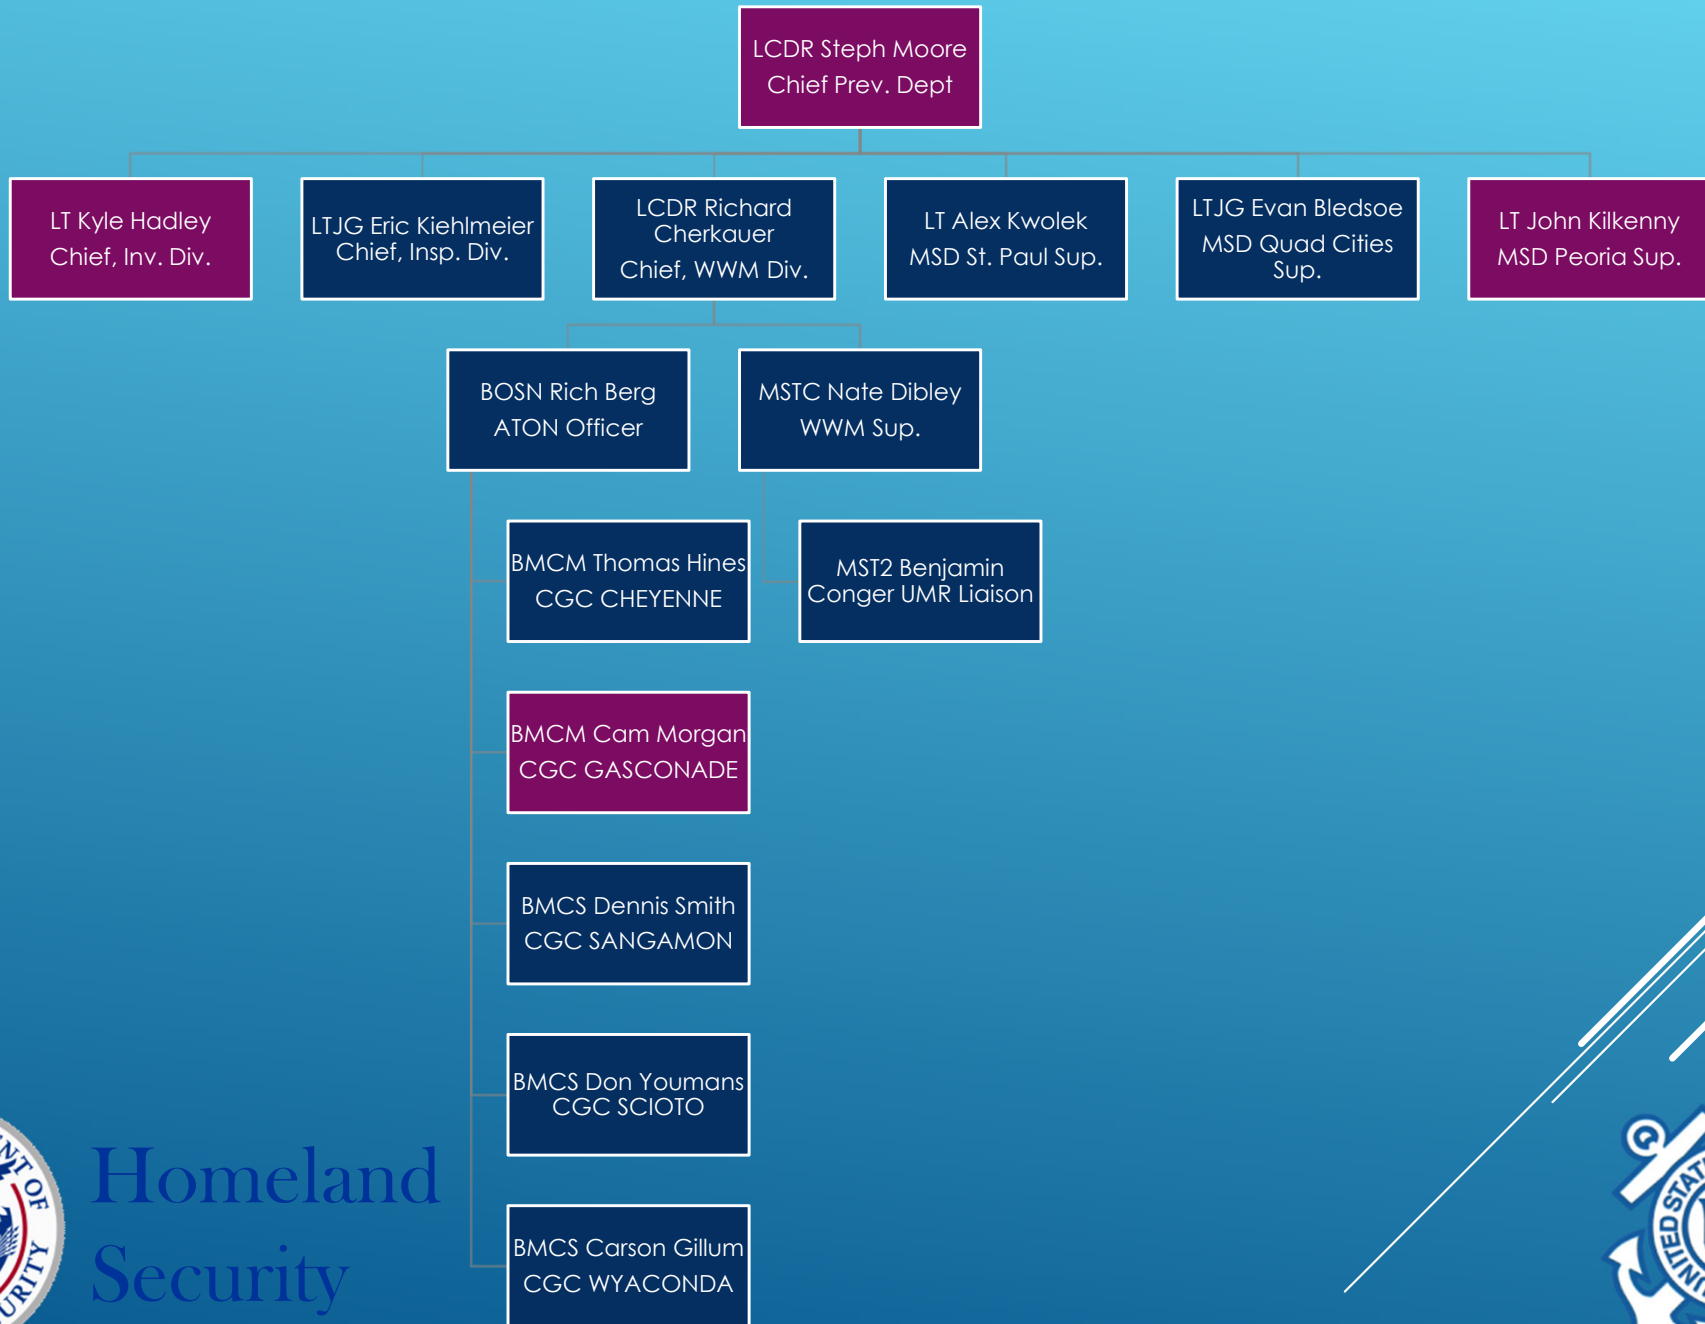 LCDR Steph Moore
Chief Prev. Dept
LT Kyle Hadley
Chief, Inv. Div.
LTJG Eric Kiehlmeier
Chief, Insp. Div.
LCDR Richard
Cherkauer
Chief, WWM Div.
LT Alex Kwolek
MSD St. Paul Sup.
LTJG Evan Bledsoe
MSD Quad Cities
Sup.
LT John Kilkenny
MSD Peoria Sup.
BOSN Rich Berg
ATON Officer
MSTC Nate Dibley
WWM Sup.
BMCM Thomas Hines
CGC CHEYENNE
MST2 Benjamin
Conger UMR Liaison
BMCM Cam Morgan
CGC GASCONADE
BMCS Dennis Smith
CGC SANGAMON
BMCS Don Youmans
CGC SCIOTO
BMCS Carson Gillum
CGC WYACONDA
Homeland
Security
OF
UNITED